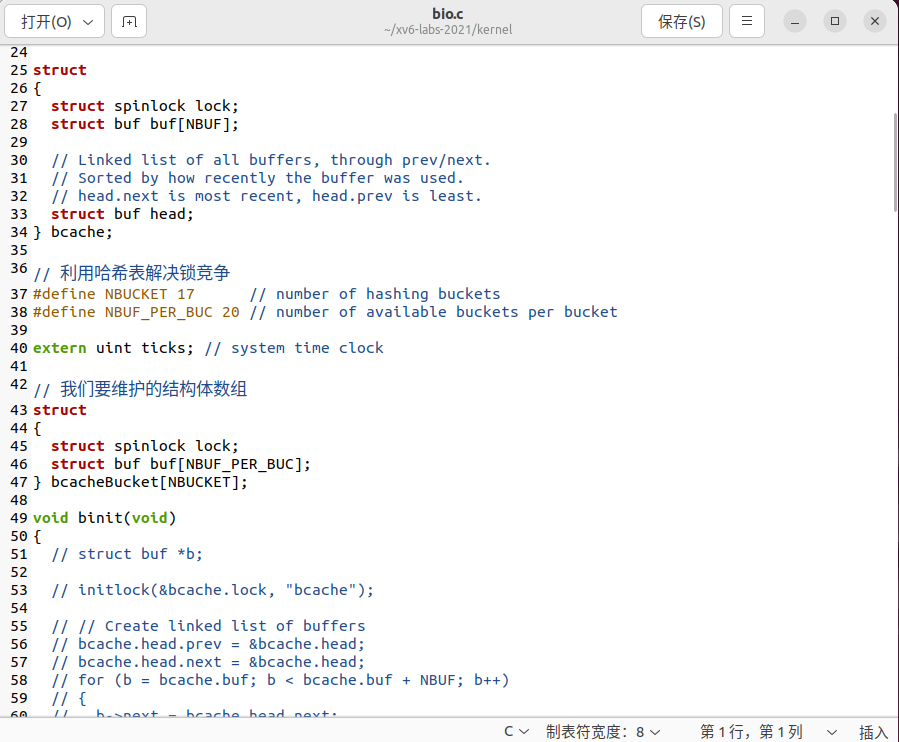 打开(O)
bio.c
~/xv6-labs-2021/kernel
保存(S)
24
25 struct
26 {
27   struct spinlock lock;
28   struct buf buf[NBUF];
29
30   // Linked list of all buffers, through prev/next.
31   // Sorted by how recently the buffer was used.
32   // head.next is most recent, head.prev is least.
33   struct buf head;
34 } bcache;
35
36 // 利用哈希表解决锁竞争
37 #define NBUCKET 17      // number of hashing buckets
38 #define NBUF_PER_BUC 20 // number of available buckets per bucket
39
40 extern uint ticks; // system time clock
41
42 // 我们要维护的结构体数组
43 struct
44 {
45   struct spinlock lock;
46   struct buf buf[NBUF_PER_BUC];
47 } bcacheBucket[NBUCKET];
48
49 void binit(void)
50 {
51   // struct buf *b;
52
53   // initlock(&bcache.lock, "bcache");
54
55   // // Create linked list of buffers
56   // bcache.head.prev = &bcache.head;
57   // bcache.head.next = &bcache.head;
58   // for (b = bcache.buf; b < bcache.buf + NBUF; b++)
59   // {
60   //   b->next = bcache.head.next;
C
制表符宽度：8
第 1 行，第 1 列
插入